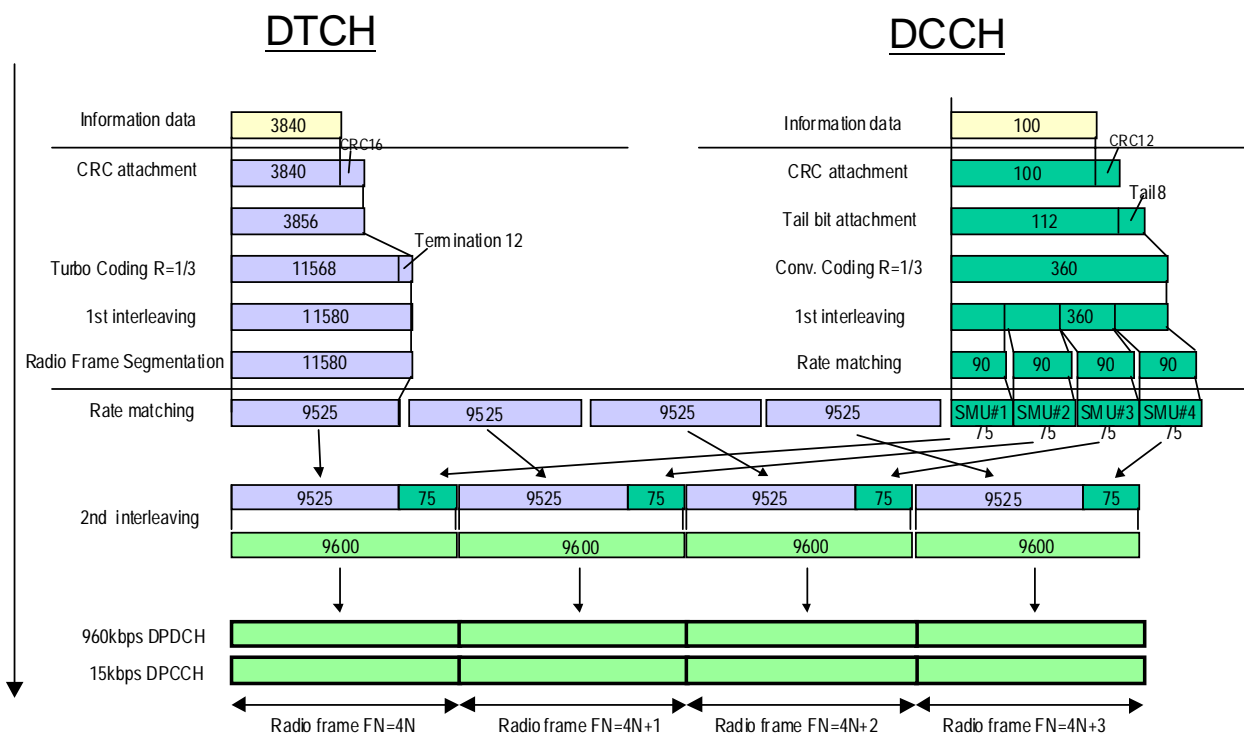 DTCH DCCH
Information data 3840 Information data 100
CRC16 CRC12
CRC attachment 3840 CRC attachment 100
Tail8
3856 Tail bit attachment 112
Termination 12
Turbo Coding R=1/3 11568 Conv. Coding R=1/3 360
1st interleaving 11580 1st interleaving 360
Radio Frame Segmentation 11580 Rate matching 90 90 90 90
Rate matching 9525 9525 9525 9525 SMU#1 SMU#2 SMU#3 SMU#4
75 75 75 75
9525 75 9525 75 9525 75 9525 75
2nd interleaving
9600 9600 9600 9600
960kbps DPDCH
15kbps DPCCH
Radio frame FN=4N Radio frame FN=4N+1 Radio frame FN=4N+2 Radio frame FN=4N+3